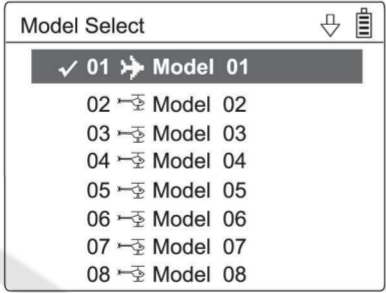 Model Select
01 Model 01
02 Model 02
03 Model 03
04 Model 04
05 Model 05
06 Model 06
07 Model 07
08 Model 08